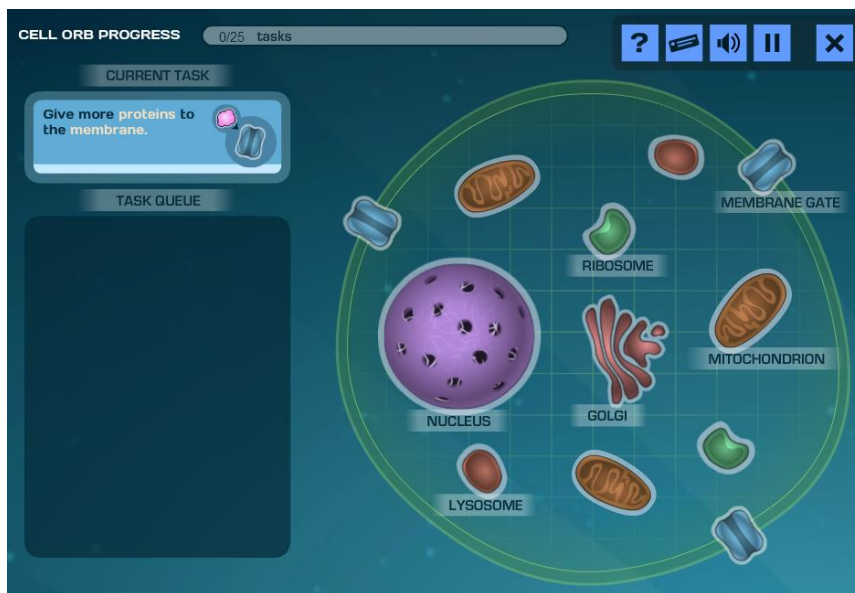 CELL ORB PROGRESS
0/25 tasks
?
CURRENT TASK
Give more proteins to
the membrane.
TASK QUEUE
MEMBRANE GATE
RIBOSOME
MITOCHONDRION
GOLGI
NUCLEUS
LYSOSOME